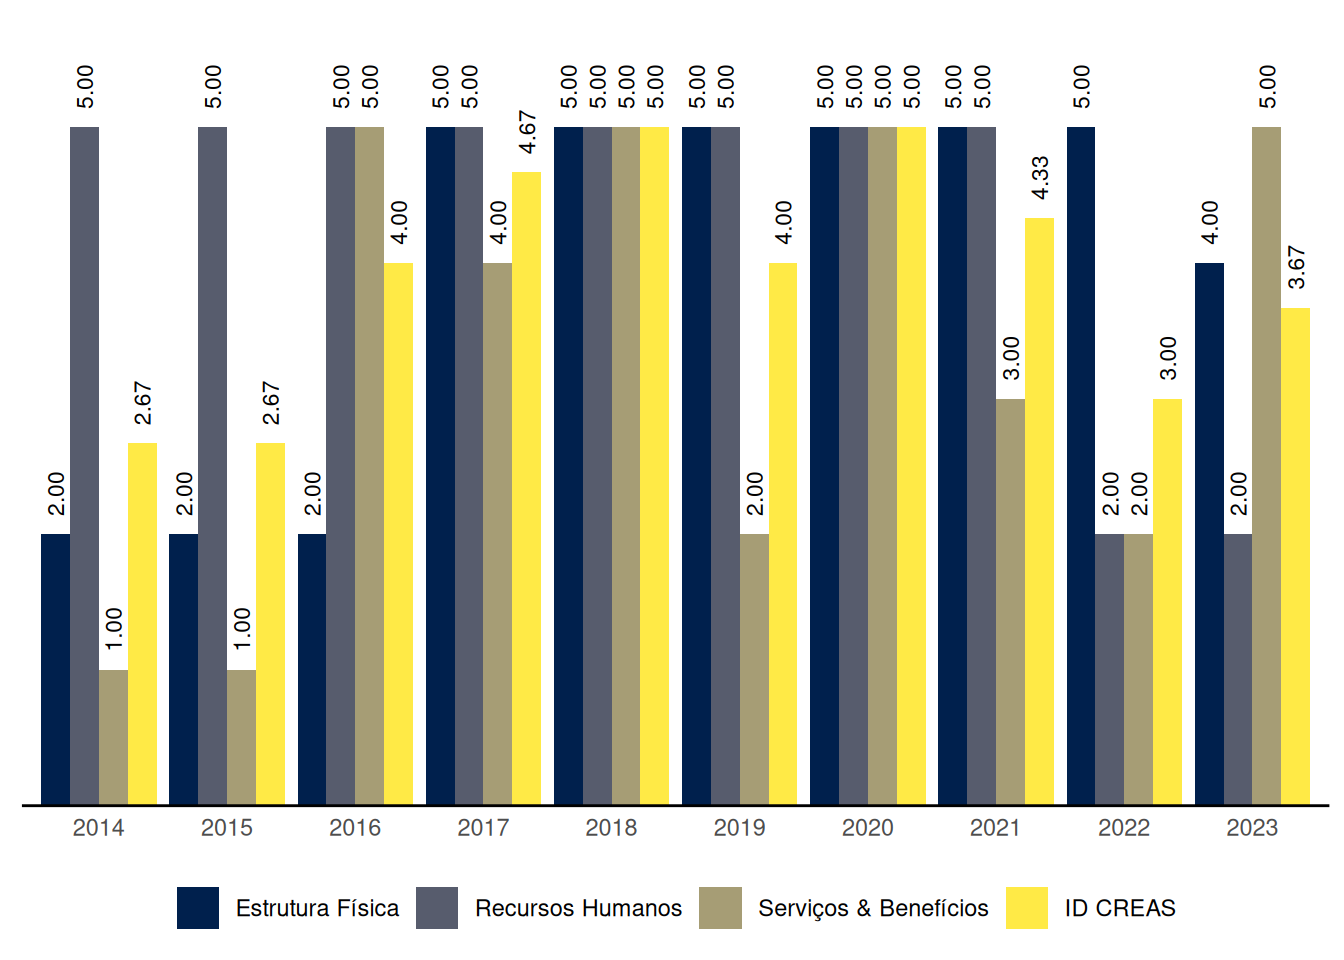 2.00 5.00 1.00 2.67 2.00 5.00 1.00 2.67 2.00 5.00 5.00 4.00 5.00 5.00 4.00 4.67 5.00 5.00 5.00 5.00 5.00 5.00 2.00 4.00 5.00 5.00 5.00 5.00 5.00 5.00 3.00 4.33 5.00 2.00 2.00 3.00 4.00 2.00 5.00 3.67
2014 2015 2016 2017 2018 2019 2020 2021 2022 2023
Estrutura Física Recursos Humanos Serviços & Benefícios ID CREAS